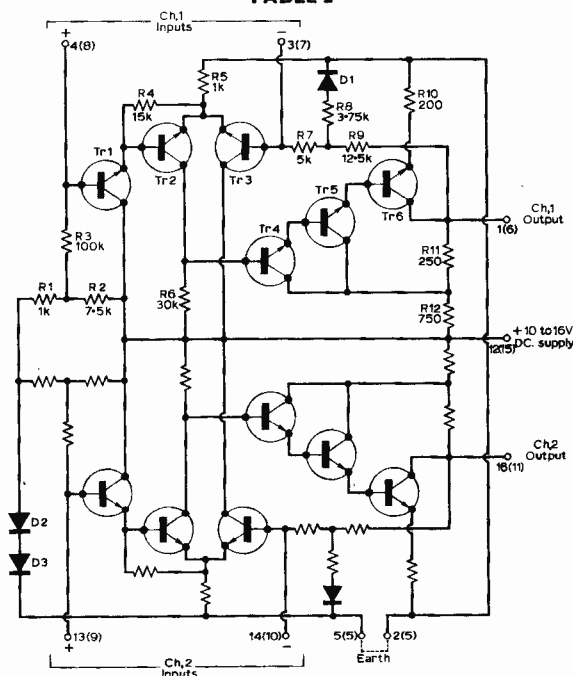 TABLE I
Ch,1
Inputs
+
4(8)
−
3(7)
R5
1k
D1
R10
200
R4
15k
R8
3·75k
R7
5k
R9
12·5k
Tr1
Tr2
Tr3
Tr5
Tr4
Tr6
Ch,1
Output
1(6)
R3
100k
R11
250
R1
1k
R2
7·5k
R6
30k
R12
750
+10 to 16V
DC. supply
12(15)
Ch,2
Output
16(11)
D2
D3
13(9)
+
14(10)
−
5(5)
2(5)
Earth
Ch,2
Inputs